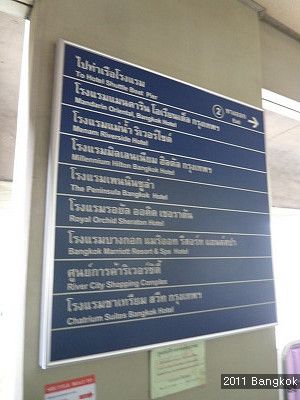 ไปท่าเรือโรงแรม
To Hotel Shuttle Boat Pier
② ทางออก
Exit
โรงแรมแมนดารินโอเรียนเต็ล กรุงเทพฯ
Mandarin Oriental, Bangkok Hotel
โรงแรมแม่น้ำ ริเวอร์ไซด์
Menam Riverside Hotel
โรงแรมมิลเลนเนียม ฮิลตัน กรุงเทพฯ
Millennium Hilton Bangkok Hotel
โรงแรมเพนนินซูล่า
The Peninsula Bangkok Hotel
โรงแรมรอยัล ออคิด เชอราตัน
Royal Orchid Sheraton Hotel
โรงแรมบางกอก แมริออท รีสอร์ท แอนด์สปา
Bangkok Marriott Resort & Spa Hotel
ศูนย์การค้าริเวอร์ซิตี้
River City Shopping Complex
โรงแรมชาเทรียม สวีท กรุงเทพฯ
Chatrium Suites Bangkok Hotel
2011 Bangkok